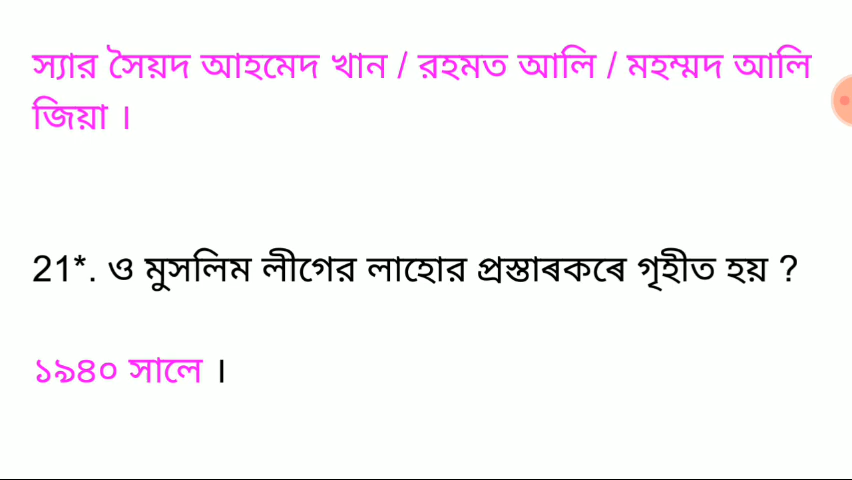 স্যার সৈয়দ আহমেদ খান / রহমত আলি / মহম্মদ আলি
জিয়া ।
21*. ও মুসলিম লীগের লাহোর প্রস্তাৰকৰে গৃহীত হয় ?
১৯৪০ সালে ।